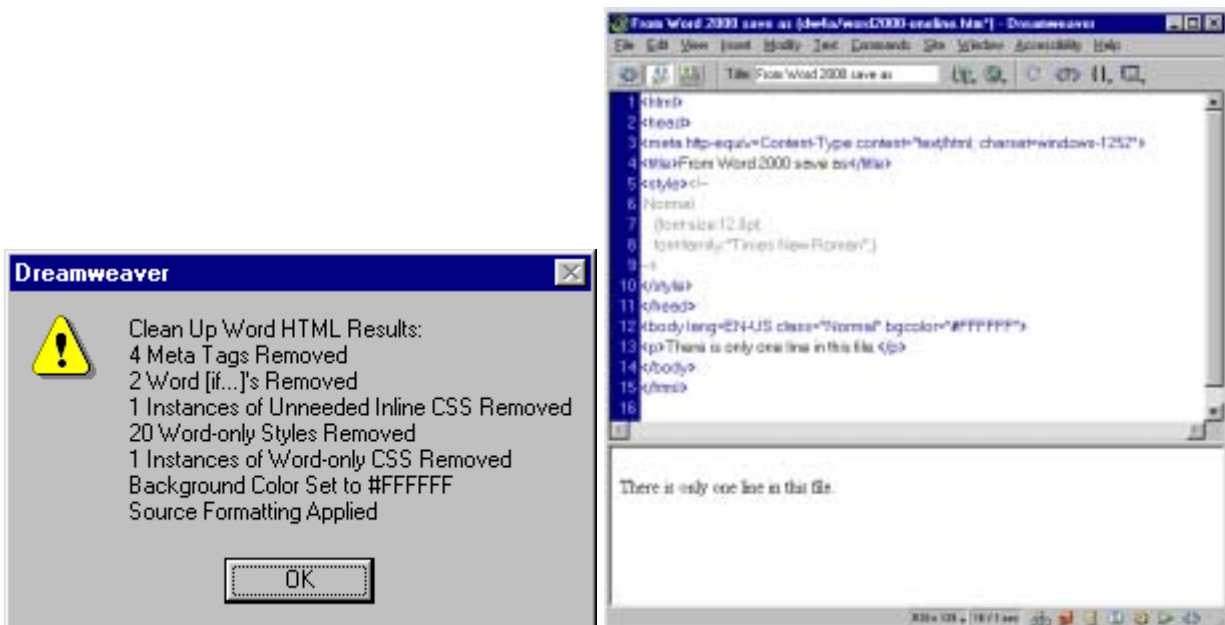 Dreamweaver
Clean Up Word HTML Results:
4 Meta Tags Removed
2 Word [if...]'s Removed
1 Instances of Unneeded Inline CSS Removed
20 Word-only Styles Removed
1 Instances of Word-only CSS Removed
Background Color Set to #FFFFFF
Source Formatting Applied
OK
From Word 2000 save as (dw4a/word2000-oneline.htm*) - Dreamweaver
File Edit View Insert Modify Text Commands Site Window Accessibility Help
Title: From Word 2000 save as
1 <html>
2 <head>
3 <meta http-equiv=Content-Type content="text/html; charset=windows-1252">
4 <title>From Word 2000 save as</title>
5 <style><!--
6 Normal
7 {font-size:12.0pt;
8 font-family:"Times New Roman";}
9 -->
10 </style>
11 </head>
12 <body lang=EN-US class="Normal" bgcolor="#FFFFFF">
13 <p>There is only one line in this file.</p>
14 </body>
15 </html>
16
There is only one line in this file.